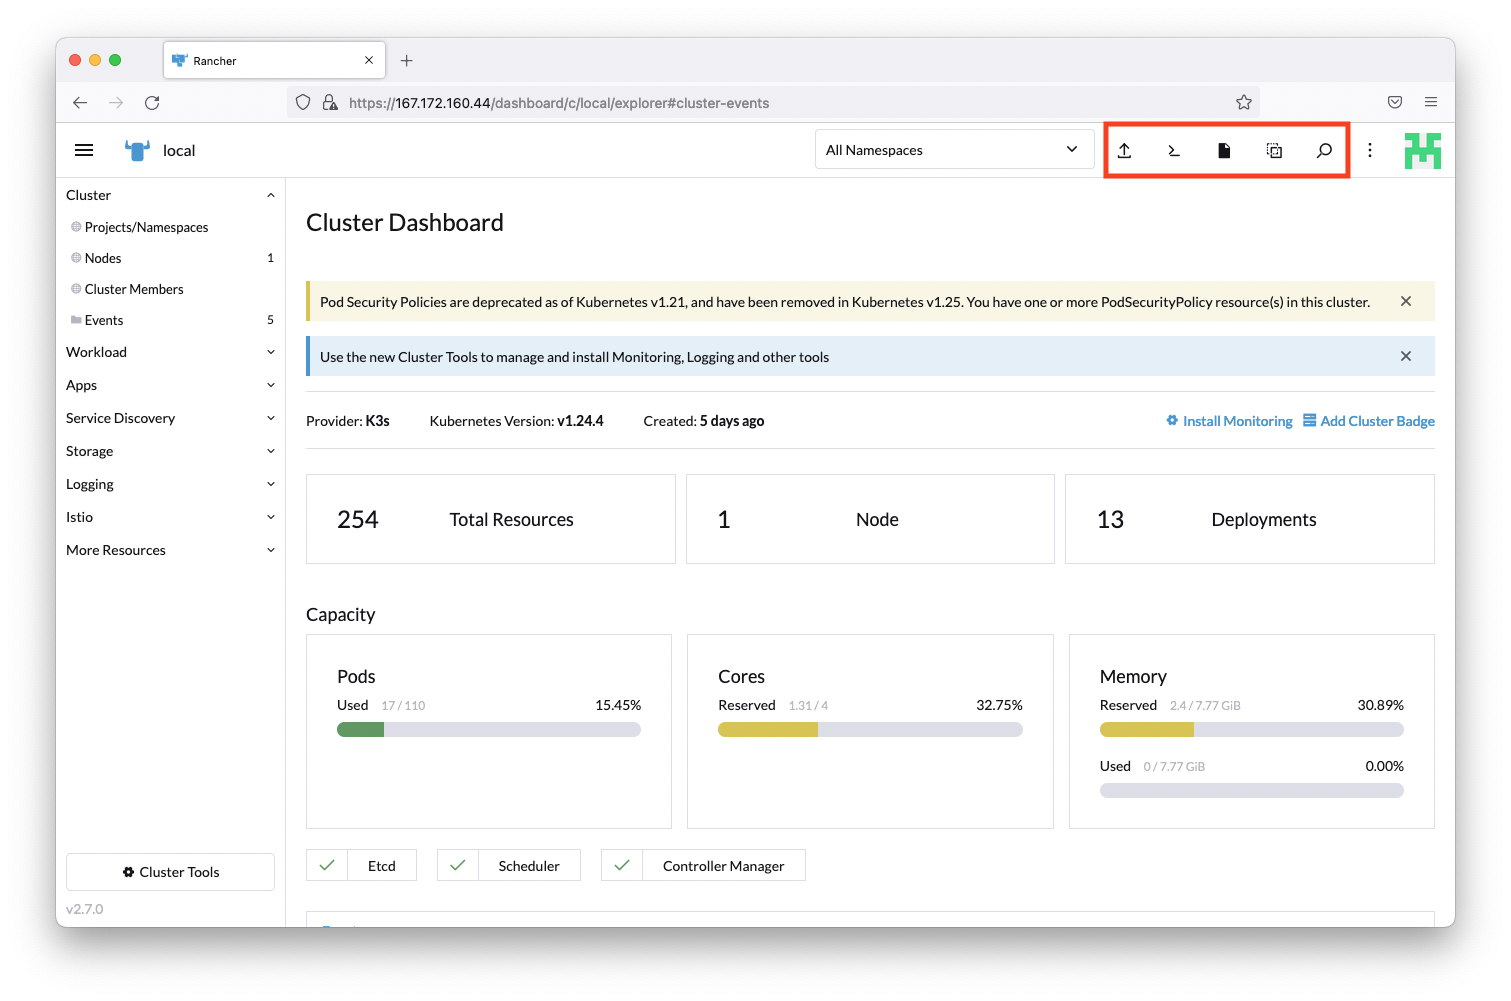 Rancher
https://167.172.160.44/dashboard/c/local/explorer#cluster-events
local
All Namespaces
Cluster
Projects/Namespaces
Nodes 1
Cluster Members
Events 5
Workload
Apps
Service Discovery
Storage
Logging
Istio
More Resources
Cluster Tools
v2.7.0
Cluster Dashboard
Pod Security Policies are deprecated as of Kubernetes v1.21, and have been removed in Kubernetes v1.25. You have one or more PodSecurityPolicy resource(s) in this cluster.
Use the new Cluster Tools to manage and install Monitoring, Logging and other tools
Provider: K3s Kubernetes Version: v1.24.4 Created: 5 days ago Install Monitoring Add Cluster Badge
254 Total Resources
1 Node
13 Deployments
Capacity
Pods
Used 17 / 110 15.45%
Cores
Reserved 1.31 / 4 32.75%
Memory
Reserved 2.4 / 7.77 GiB 30.89%
Used 0 / 7.77 GiB 0.00%
Etcd
Scheduler
Controller Manager